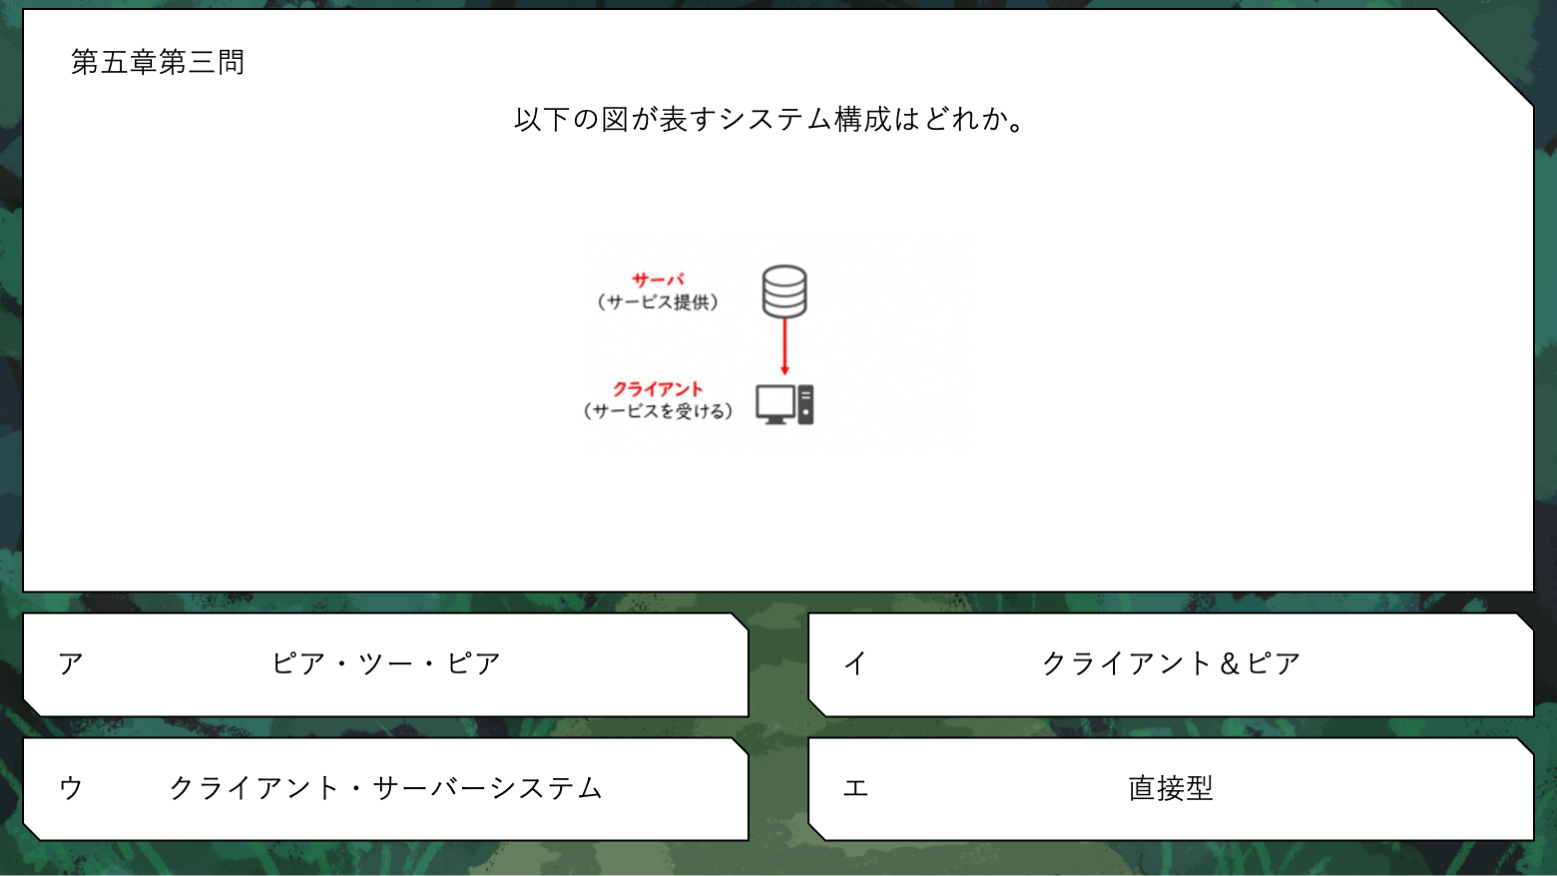 第五章第三問
以下の図が表すシステム構成はどれか。
サーバ
（サービス提供）
クライアント
（サービスを受ける）
ア ピア・ツー・ピア
イ クライアント＆ピア
ウ クライアント・サーバーシステム
エ 直接型